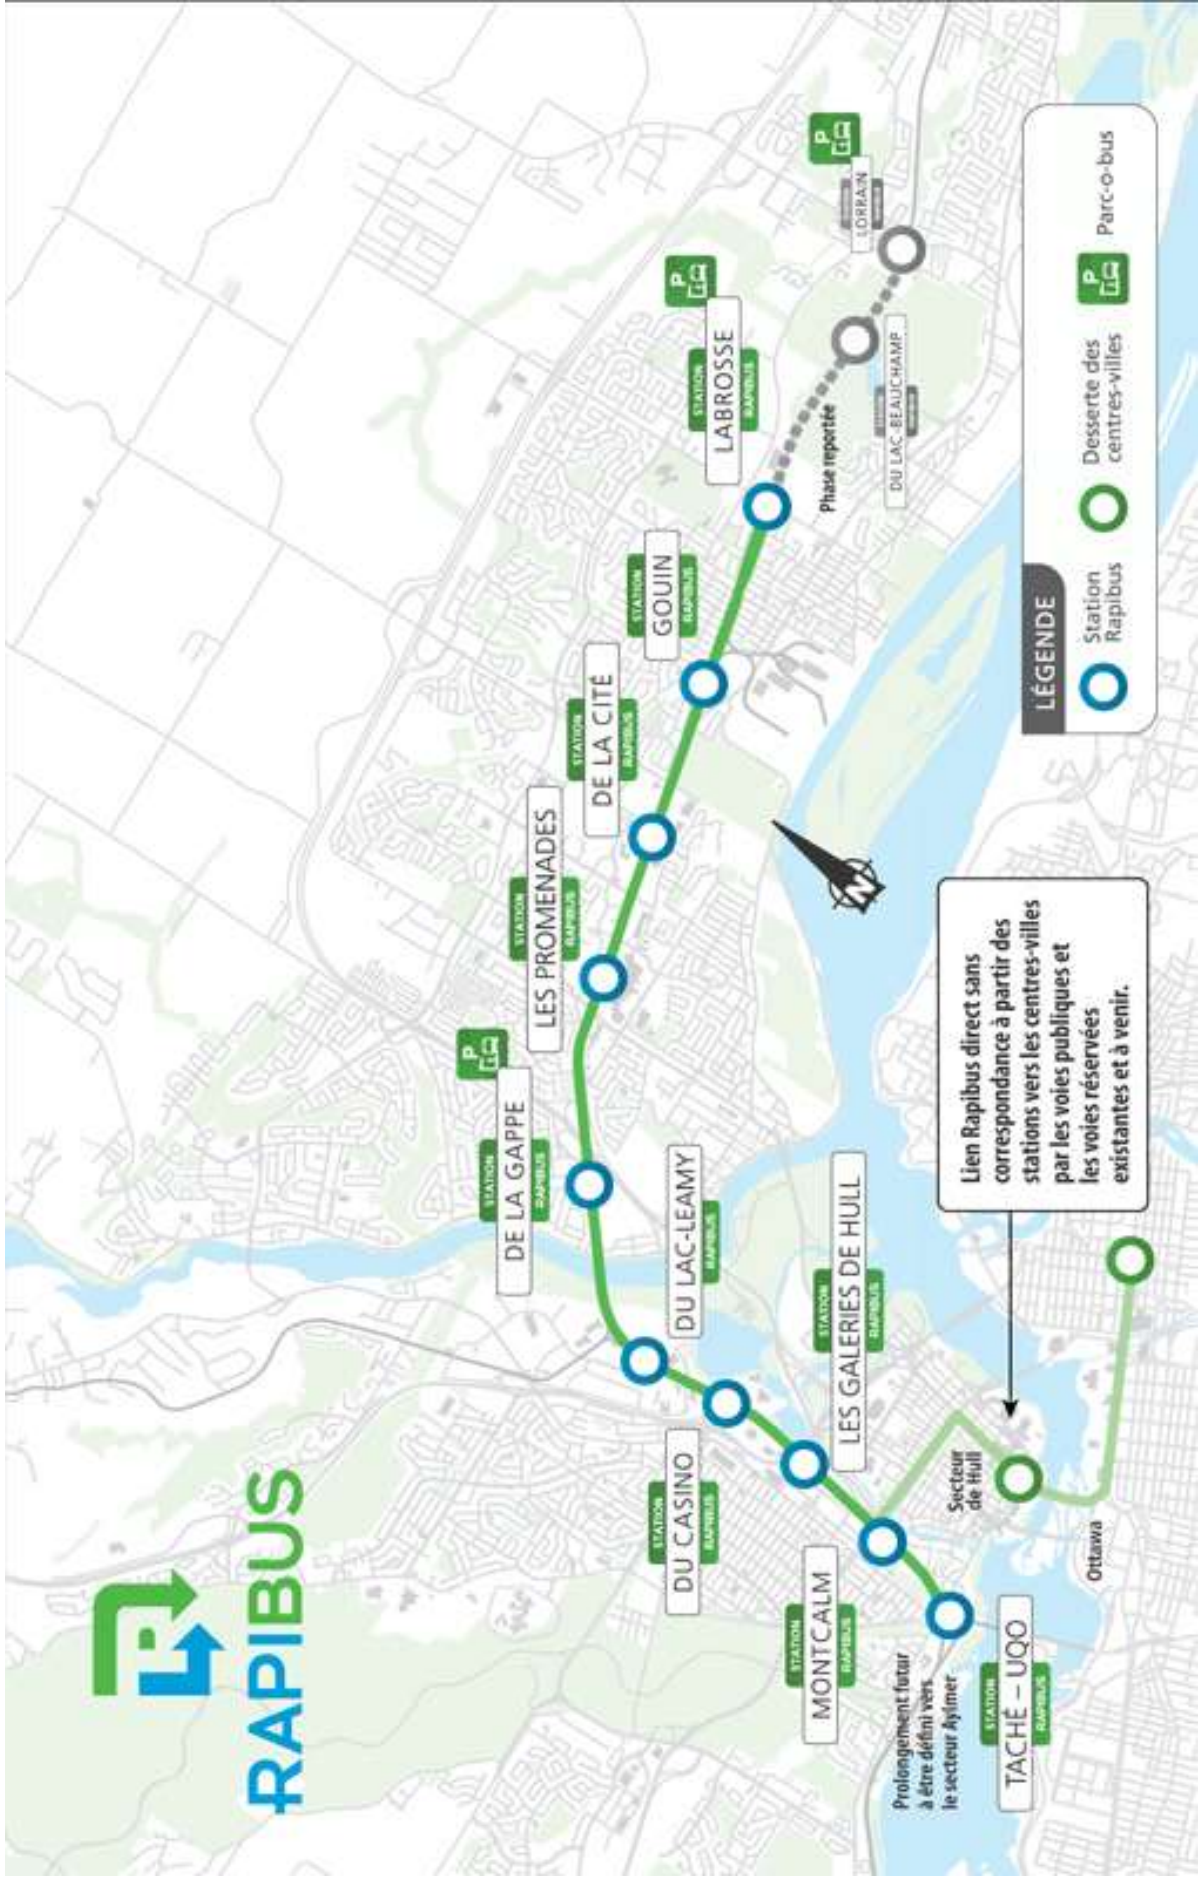 RAPIBUS
STATION
TACHÉ – UQO
RAPIBUS
Prolongement futur
à être défini vers
le secteur Aylmer
STATION
MONTCALM
RAPIBUS
STATION
DU CASINO
RAPIBUS
STATION
LES GALERIES DE HULL
RAPIBUS
DU LAC-LEAMY
RAPIBUS
STATION
DE LA GAPPE
RAPIBUS
P
STATION
LES PROMENADES
RAPIBUS
STATION
DE LA CITÉ
RAPIBUS
STATION
GOUIN
RAPIBUS
STATION
LABROSSE
RAPIBUS
P
Phase reportée
DU LAC-BEAUCHAMP
LORRAIN
P
N
Secteur
de Hull
Ottawa
Lien Rapibus direct sans
correspondance à partir des
stations vers les centres-villes
par les voies publiques et
les voies réservées
existantes et à venir.
LÉGENDE
Station
Rapibus
Desserte des
centres-villes
P
Parc-o-bus